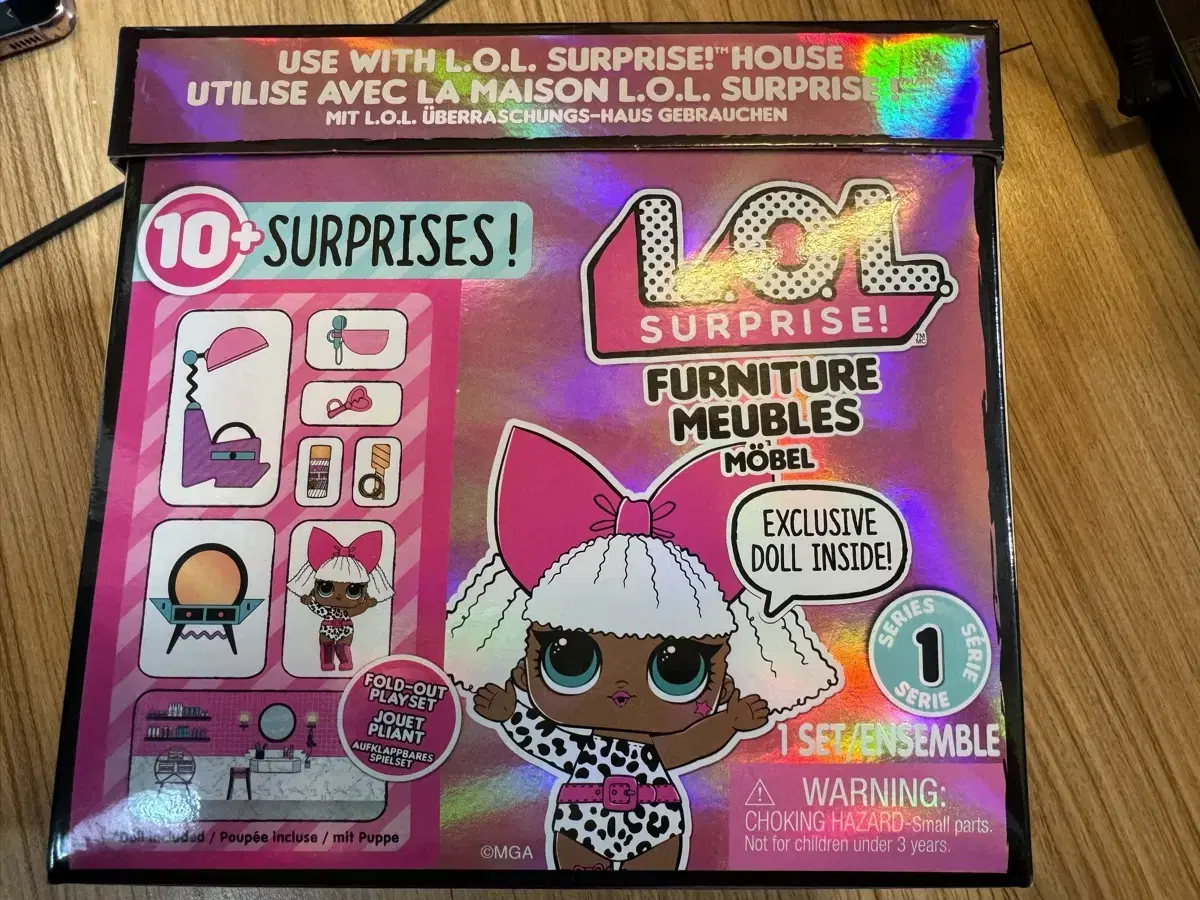 USE WITH L.O.L. SURPRISE!™ HOUSE
UTILISE AVEC LA MAISON L.O.L. SURPRISE !
MIT L.O.L. ÜBERRASCHUNGS-HAUS GEBRAUCHEN
10+ SURPRISES!
L.O.L.
SURPRISE!
TM
MC
FURNITURE
MEUBLES
MÖBEL
EXCLUSIVE
DOLL INSIDE!
SERIES
1
SÉRIE
SERIE
1 SET/ENSEMBLE
FOLD-OUT
PLAYSET
JOUET
PLIANT
AUFKLAPPBARES
SPIELSET
*Doll Included / Poupée incluse / mit Puppe
©MGA
⚠ WARNING:
CHOKING HAZARD-Small parts.
Not for children under 3 years.